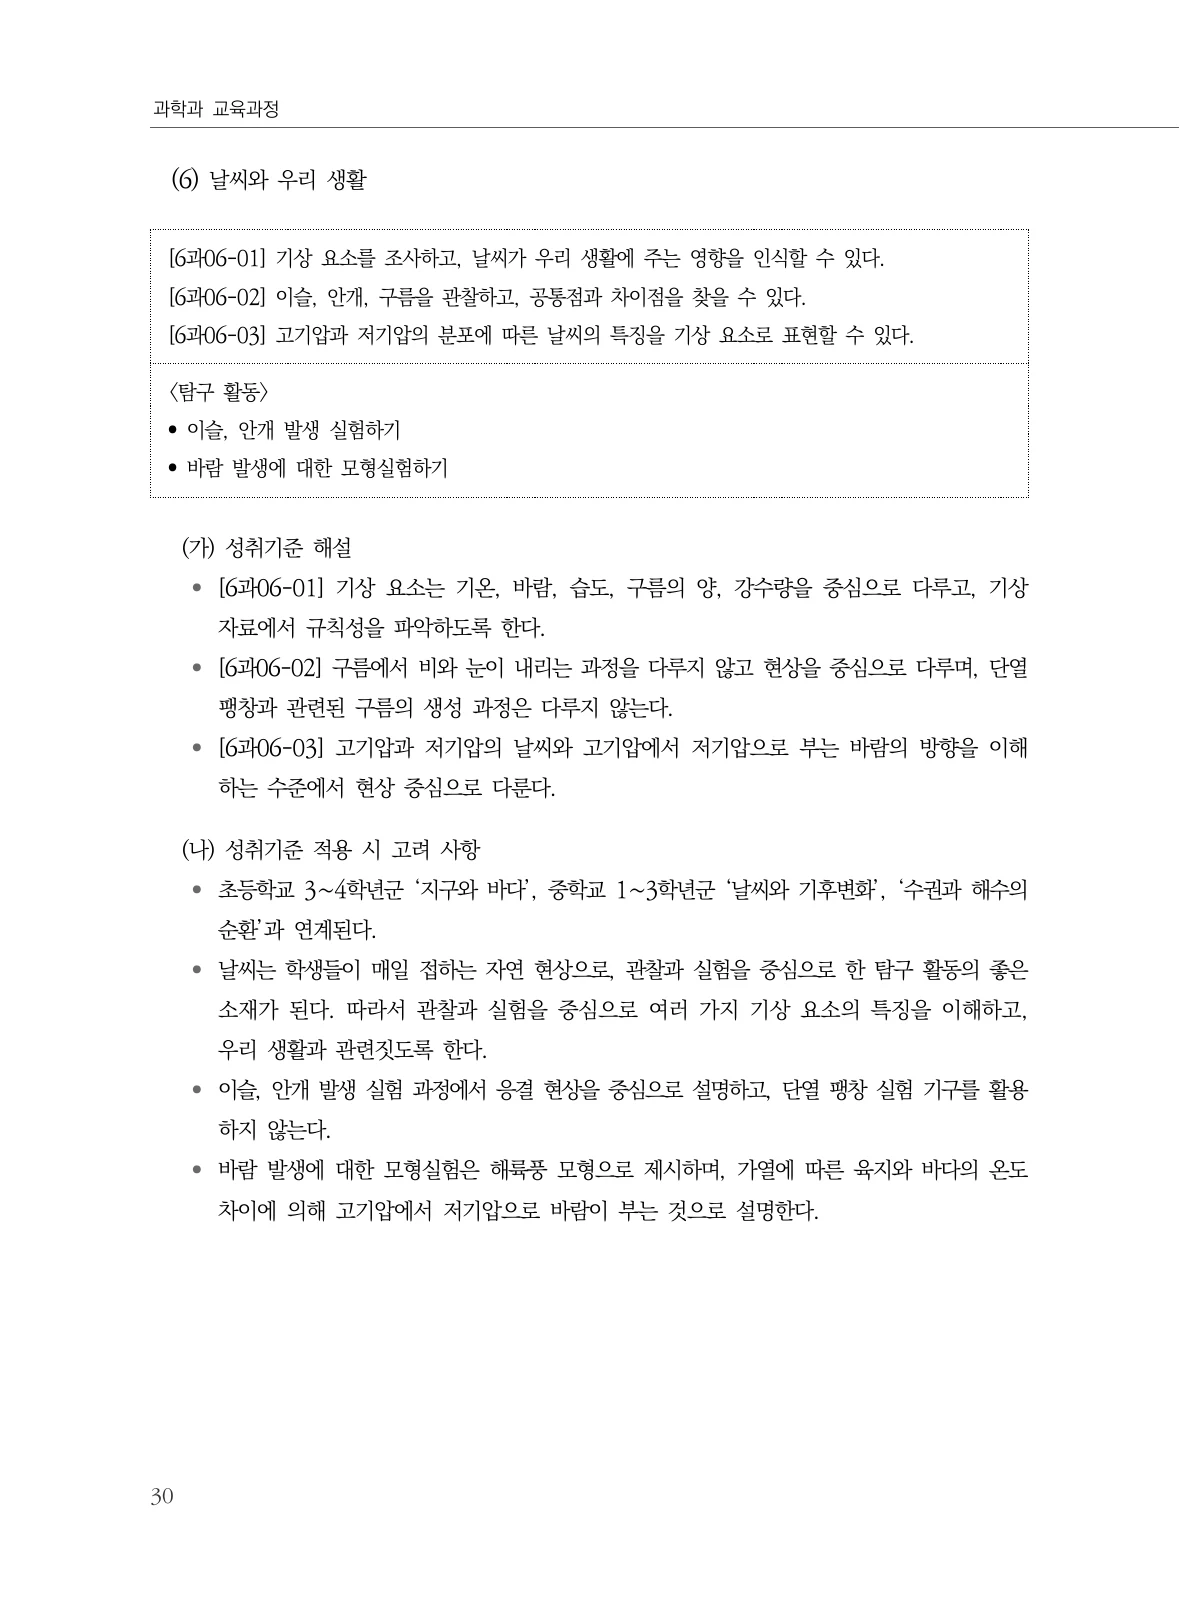 과학과 교육과정
(6) 날씨와 우리 생활
[6과06-01] 기상 요소를 조사하고, 날씨가 우리 생활에 주는 영향을 인식할 수 있다.
[6과06-02] 이슬, 안개, 구름을 관찰하고, 공통점과 차이점을 찾을 수 있다.
[6과06-03] 고기압과 저기압의 분포에 따른 날씨의 특징을 기상 요소로 표현할 수 있다.
〈탐구 활동〉
• 이슬, 안개 발생 실험하기
• 바람 발생에 대한 모형실험하기
(가) 성취기준 해설
• [6과06-01] 기상 요소는 기온, 바람, 습도, 구름의 양, 강수량을 중심으로 다루고, 기상
자료에서 규칙성을 파악하도록 한다.
• [6과06-02] 구름에서 비와 눈이 내리는 과정을 다루지 않고 현상을 중심으로 다루며, 단열
팽창과 관련된 구름의 생성 과정은 다루지 않는다.
• [6과06-03] 고기압과 저기압의 날씨와 고기압에서 저기압으로 부는 바람의 방향을 이해
하는 수준에서 현상 중심으로 다룬다.
(나) 성취기준 적용 시 고려 사항
• 초등학교 3~4학년군 ‘지구와 바다’, 중학교 1~3학년군 ‘날씨와 기후변화’, ‘수권과 해수의
순환’과 연계된다.
• 날씨는 학생들이 매일 접하는 자연 현상으로, 관찰과 실험을 중심으로 한 탐구 활동의 좋은
소재가 된다. 따라서 관찰과 실험을 중심으로 여러 가지 기상 요소의 특징을 이해하고,
우리 생활과 관련짓도록 한다.
• 이슬, 안개 발생 실험 과정에서 응결 현상을 중심으로 설명하고, 단열 팽창 실험 기구를 활용
하지 않는다.
• 바람 발생에 대한 모형실험은 해륙풍 모형으로 제시하며, 가열에 따른 육지와 바다의 온도
차이에 의해 고기압에서 저기압으로 바람이 부는 것으로 설명한다.
30